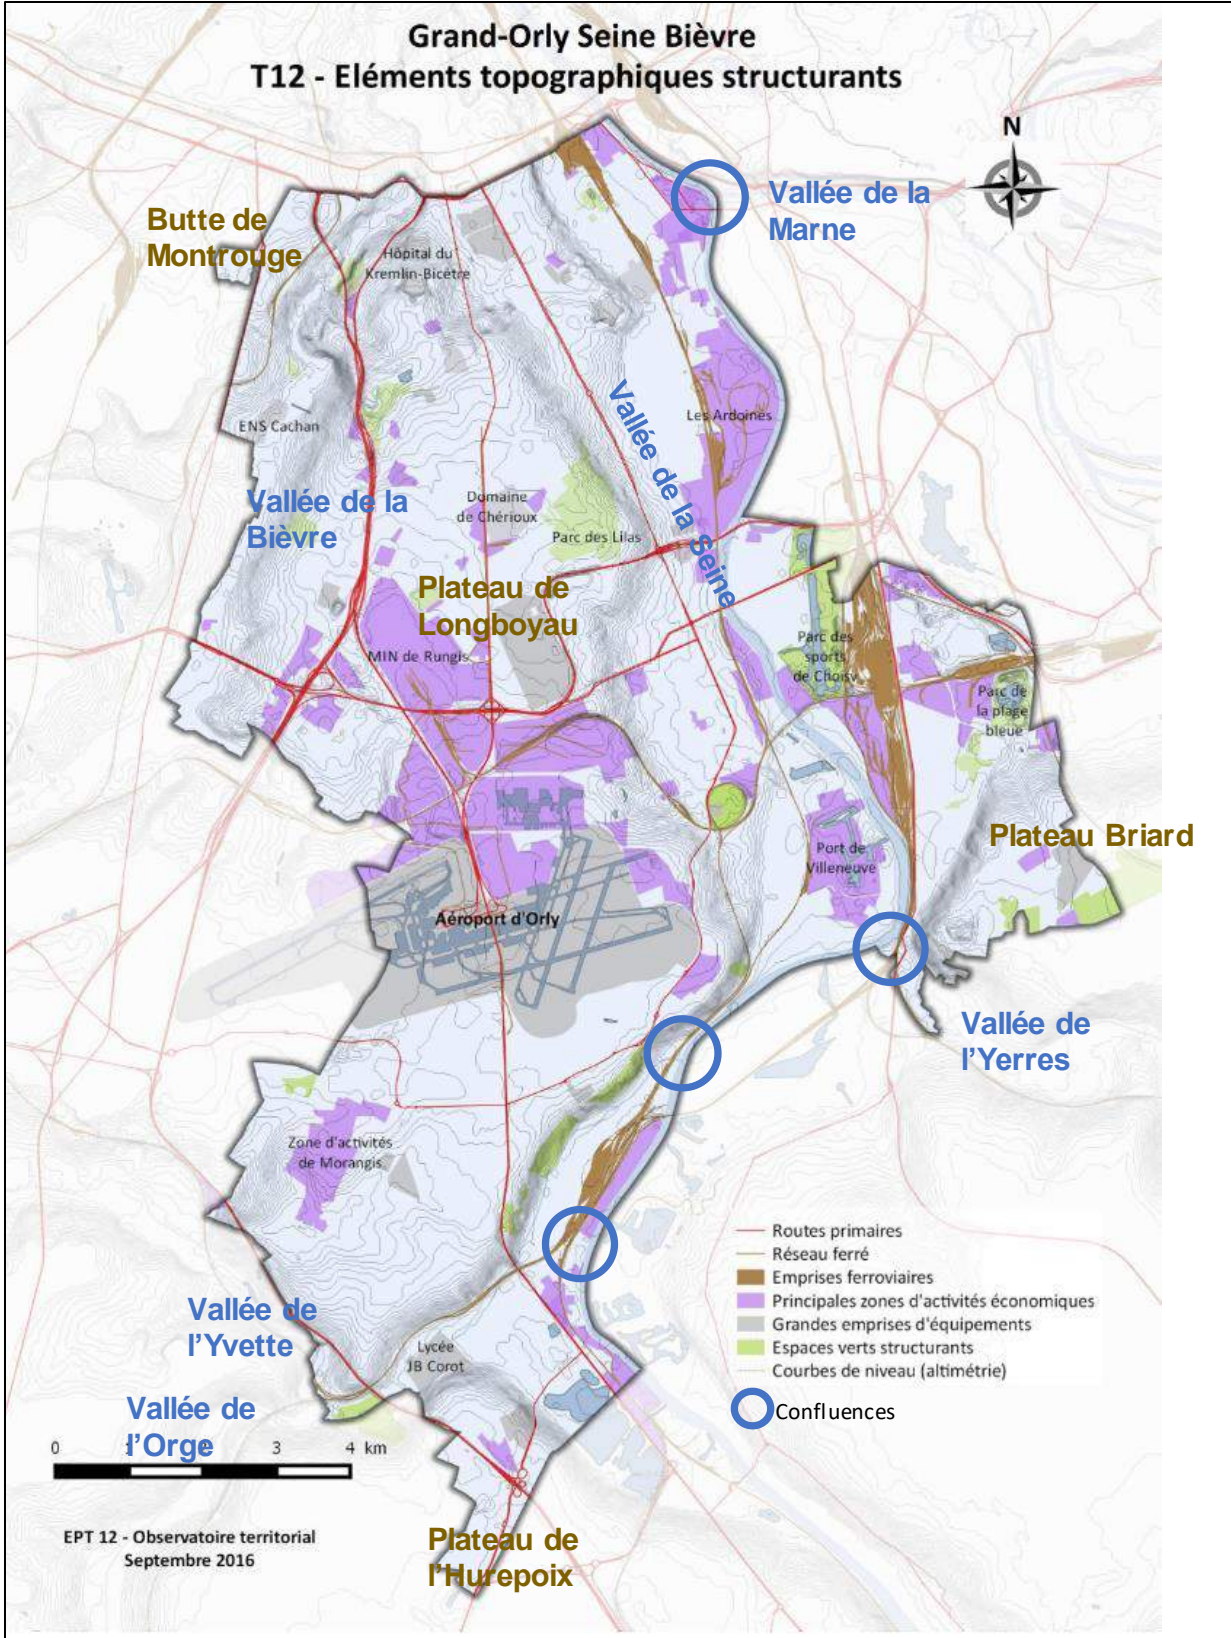 Grand-Orly Seine Bièvre
T12 - Eléments topographiques structurants
N
Vallée de la
Marne
Butte de
Montrouge
Hôpital du
Kremlin-Bicêtre
Les Ardoines
Vallée de la Seine
ENS Cachan
Vallée de la
Bièvre
Domaine
de Chérioux
Parc des Lilas
Plateau de
Longboyau
MIN de Rungis
Parc des
sports
de Choisy
Parc de
la plage
bleue
Plateau Briard
Port de
Villeneuve
Aéroport d'Orly
Vallée de
l'Yerres
Zone d'activités
de Morangis
Routes primaires
Réseau ferré
Emprises ferroviaires
Principales zones d'activités économiques
Grandes emprises d'équipements
Espaces verts structurants
Courbes de niveau (altimétrie)
Confluences
Vallée de
l'Yvette
Lycée
JB Corot
Vallée de
l'Orge
0 1 2 3 4 km
EPT 12 - Observatoire territorial
Septembre 2016
Plateau de
l'Hurepoix